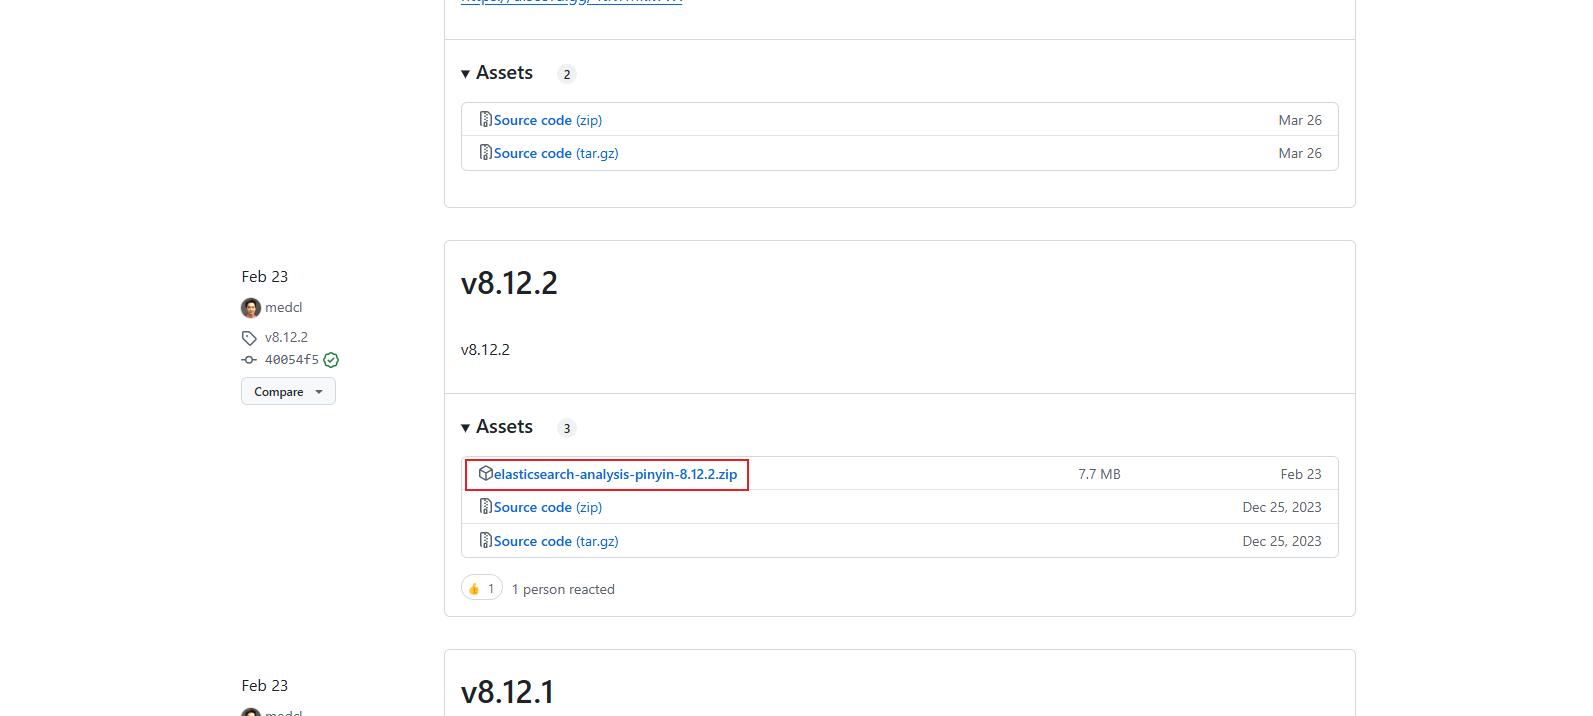 Assets 2
Source code (zip) Mar 26
Source code (tar.gz) Mar 26
Feb 23
medcl
v8.12.2
40054f5
Compare
v8.12.2
v8.12.2
Assets 3
elasticsearch-analysis-pinyin-8.12.2.zip 7.7 MB Feb 23
Source code (zip) Dec 25, 2023
Source code (tar.gz) Dec 25, 2023
👍 1 1 person reacted
Feb 23
medcl
v8.12.1